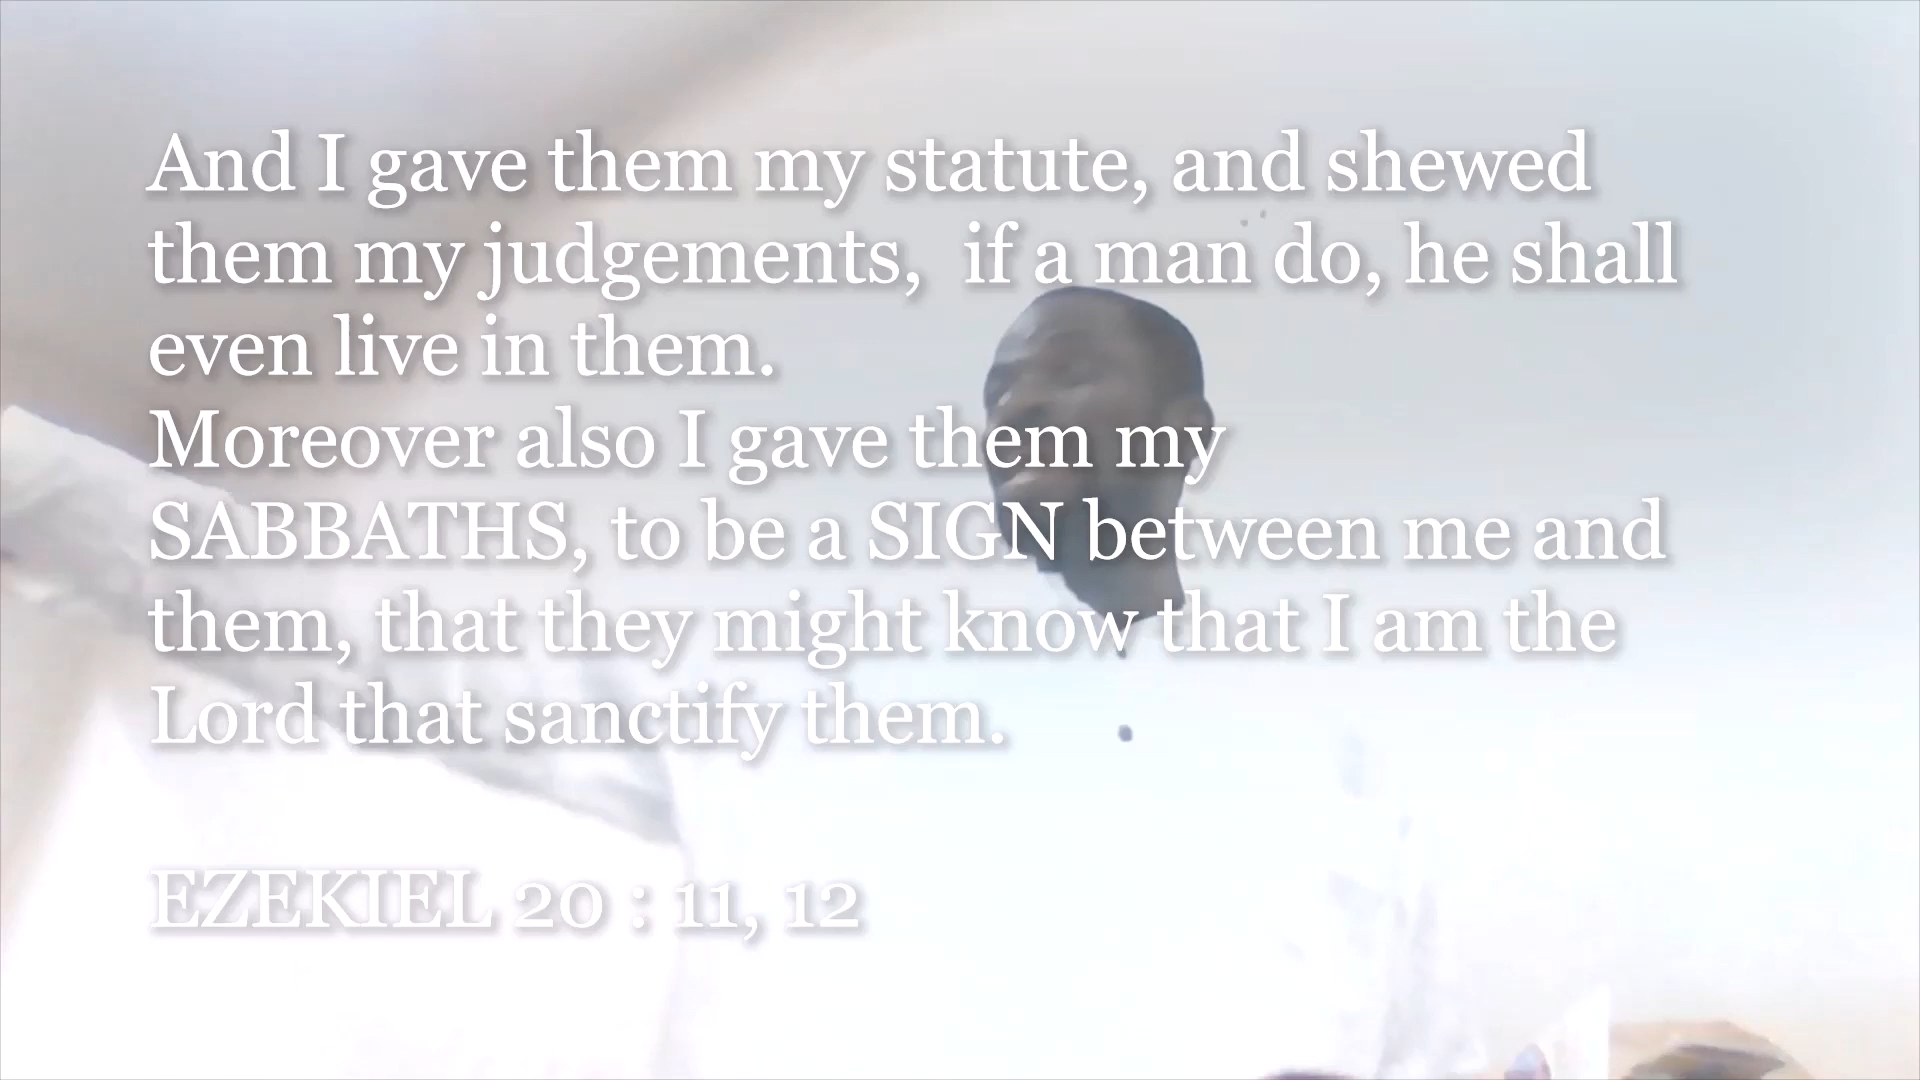 And I gave them my statute, and shewed
them my judgements,  if a man do, he shall
even live in them.
Moreover also I gave them my
SABBATHS, to be a SIGN between me and
them, that they might know that I am the
Lord that sanctify them.
EZEKIEL 20 : 11, 12